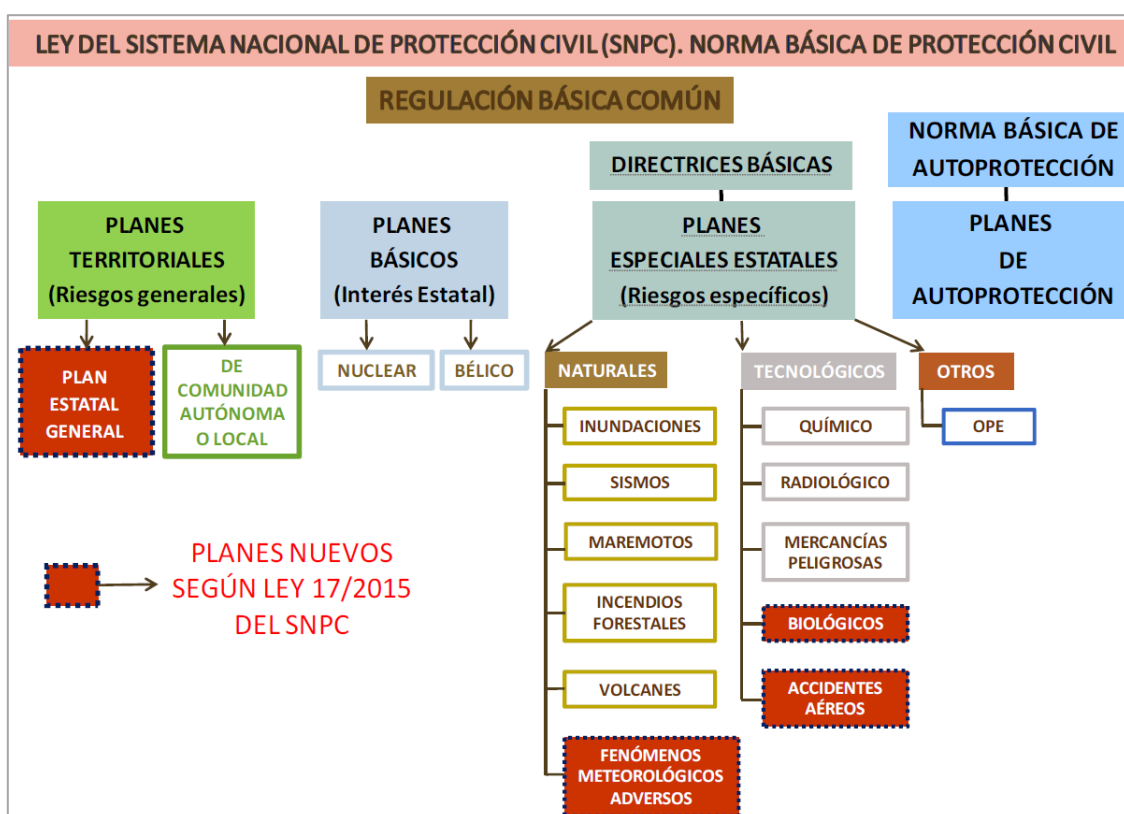 LEY DEL SISTEMA NACIONAL DE PROTECCIÓN CIVIL (SNPC). NORMA BÁSICA DE PROTECCIÓN CIVIL
REGULACIÓN BÁSICA COMÚN
NORMA BÁSICA DE
AUTOPROTECCIÓN
DIRECTRICES BÁSICAS
PLANES
TERRITORIALES
(Riesgos generales)
PLANES
BÁSICOS
(Interés Estatal)
PLANES
ESPECIALES ESTATALES
(Riesgos específicos)
PLANES
DE
AUTOPROTECCIÓN
PLAN
ESTATAL
GENERAL
DE
COMUNIDAD
AUTÓNOMA
O LOCAL
NUCLEAR
BÉLICO
NATURALES
TECNOLÓGICOS
OTROS
INUNDACIONES
SISMOS
MAREMOTOS
INCENDIOS
FORESTALES
VOLCANES
FENÓMENOS
METEOROLÓGICOS
ADVERSOS
QUÍMICO
RADIOLÓGICO
MERCANCÍAS
PELIGROSAS
BIOLÓGICOS
ACCIDENTES
AÉREOS
OPE
PLANES NUEVOS
SEGÚN LEY 17/2015
DEL SNPC